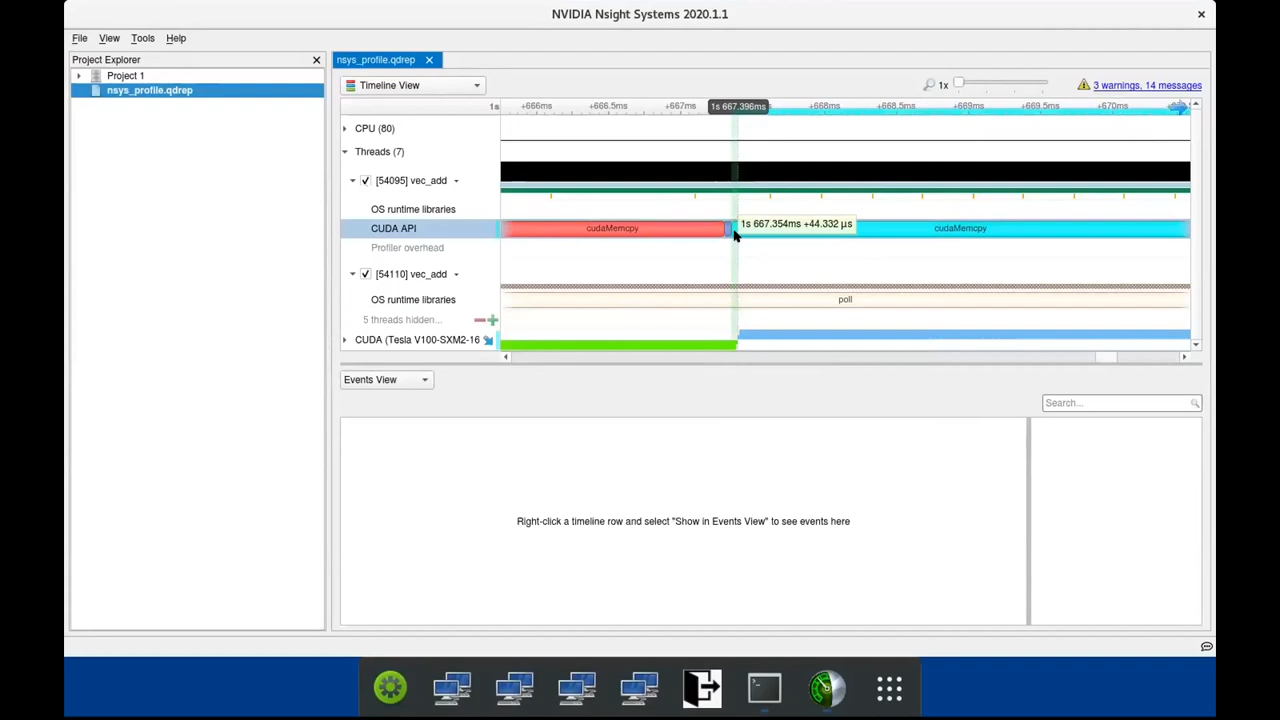 NVIDIA Nsight Systems 2020.1.1
File View Tools Help
Project Explorer
Project 1
nsys_profile.qdrep
nsys_profile.qdrep
Timeline View
1x
3 warnings, 14 messages
1s
+666ms
+666.5ms
+667ms
1s 667.396ms
+668ms
+668.5ms
+669ms
+669.5ms
+670ms
CPU (80)
Threads (7)
[54095] vec_add
OS runtime libraries
CUDA API
cudaMemcpy
1s 667.354ms +44.332 µs
cudaMemcpy
Profiler overhead
[54110] vec_add
OS runtime libraries
poll
5 threads hidden...
CUDA (Tesla V100-SXM2-16
Events View
Search...
Right-click a timeline row and select "Show in Events View" to see events here